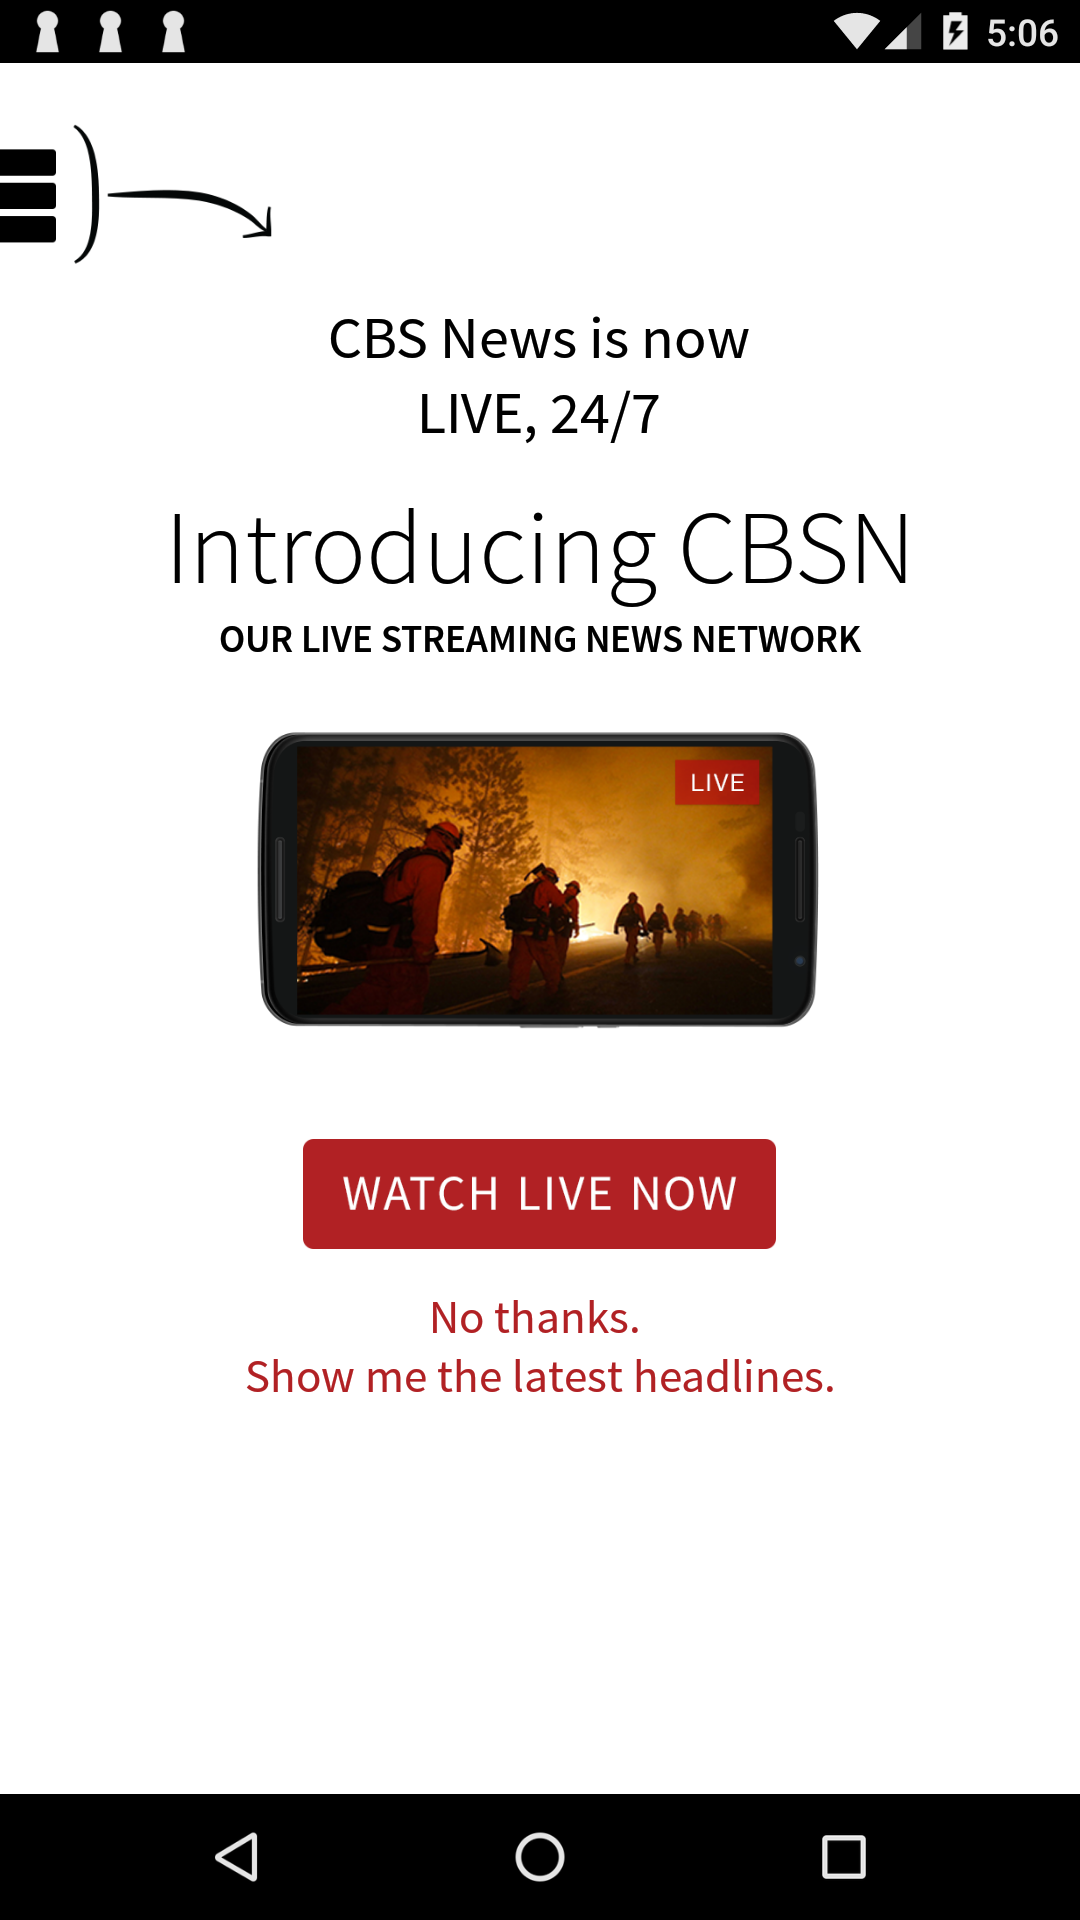 5:06
CBS News is now
LIVE, 24/7
Introducing CBSN
OUR LIVE STREAMING NEWS NETWORK
LIVE
WATCH LIVE NOW
No thanks.
Show me the latest headlines.